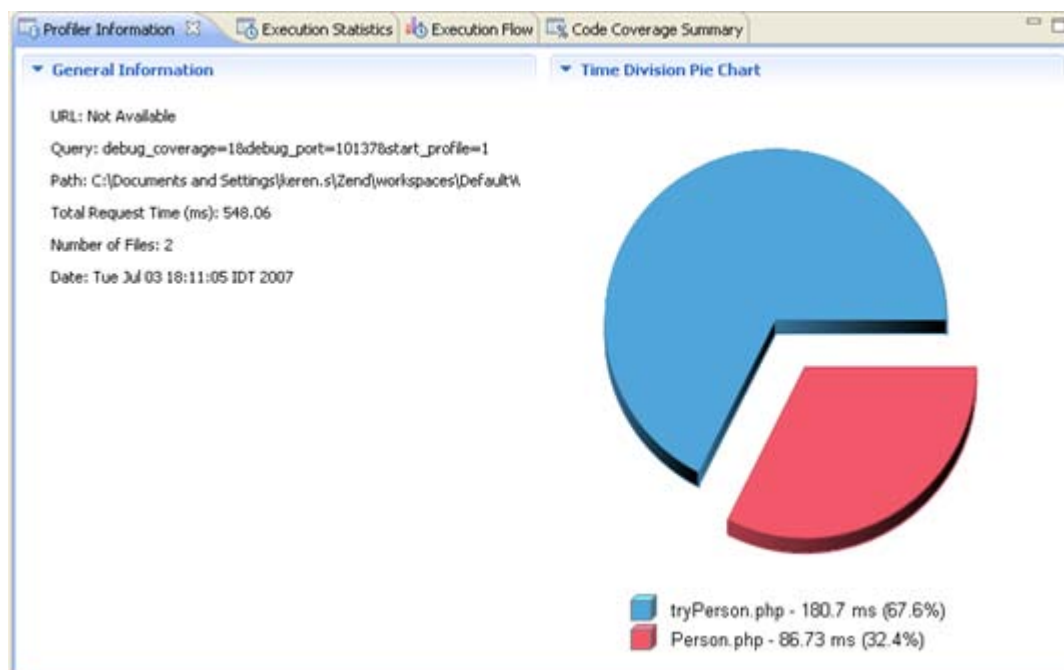 Profiler Information
Execution Statistics
Execution Flow
Code Coverage Summary
General Information
URL: Not Available
Query: debug_coverage=1&debug_port=10137&start_profile=1
Path: C:\Documents and Settings\keren.s\Zend\workspaces\Default\
Total Request Time (ms): 548.06
Number of Files: 2
Date: Tue Jul 03 18:11:05 IDT 2007
Time Division Pie Chart
tryPerson.php - 180.7 ms (67.6%)
Person.php - 86.73 ms (32.4%)